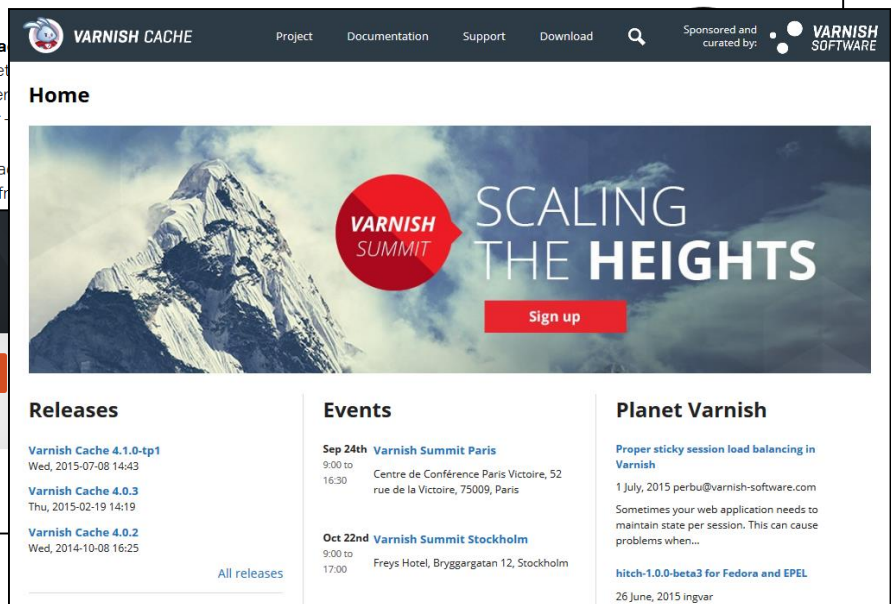 VARNISH CACHE
Project Documentation Support Download
Sponsored and
curated by:
VARNISH
SOFTWARE
Home
VARNISH
SUMMIT
SCALING
THE HEIGHTS
Sign up
Releases
Varnish Cache 4.1.0-tp1
Wed, 2015-07-08 14:43
Varnish Cache 4.0.3
Thu, 2015-02-19 14:19
Varnish Cache 4.0.2
Wed, 2014-10-08 16:25
All releases
Events
Sep 24th Varnish Summit Paris
9:00 to
16:30
Centre de Conférence Paris Victoire, 52
rue de la Victoire, 75009, Paris
Oct 22nd Varnish Summit Stockholm
9:00 to
17:00
Freys Hotel, Bryggargatan 12, Stockholm
Planet Varnish
Proper sticky session load balancing in
Varnish
1 July, 2015 perbu@varnish-software.com
Sometimes your web application needs to
maintain state per session. This can cause
problems when...
hitch-1.0.0-beta3 for Fedora and EPEL
26 June, 2015 ingvar